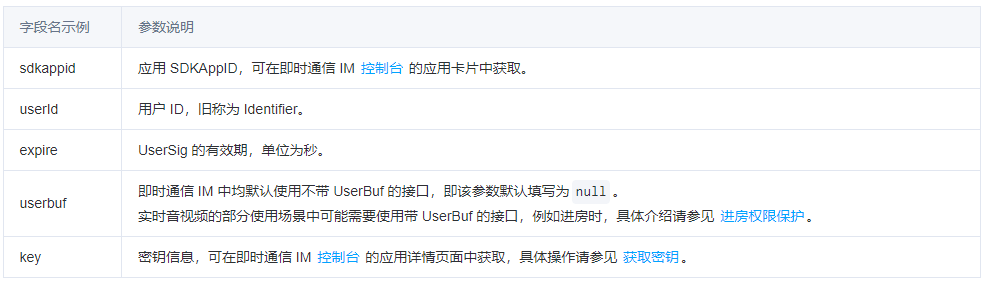 字段名示例 参数说明
sdkappid 应用 SDKAppID，可在即时通信 IM 控制台 的应用卡片中获取。
userId 用户 ID，旧称为 Identifier。
expire UserSig 的有效期，单位为秒。
userbuf 即时通信 IM 中均默认使用不带 UserBuf 的接口，即该参数默认填写为 null 。
实时音视频的部分使用场景中可能需要使用带 UserBuf 的接口，例如进房时，具体介绍请参见 进房权限保护。
key 密钥信息，可在即时通信 IM 控制台 的应用详情页面中获取，具体操作请参见 获取密钥。